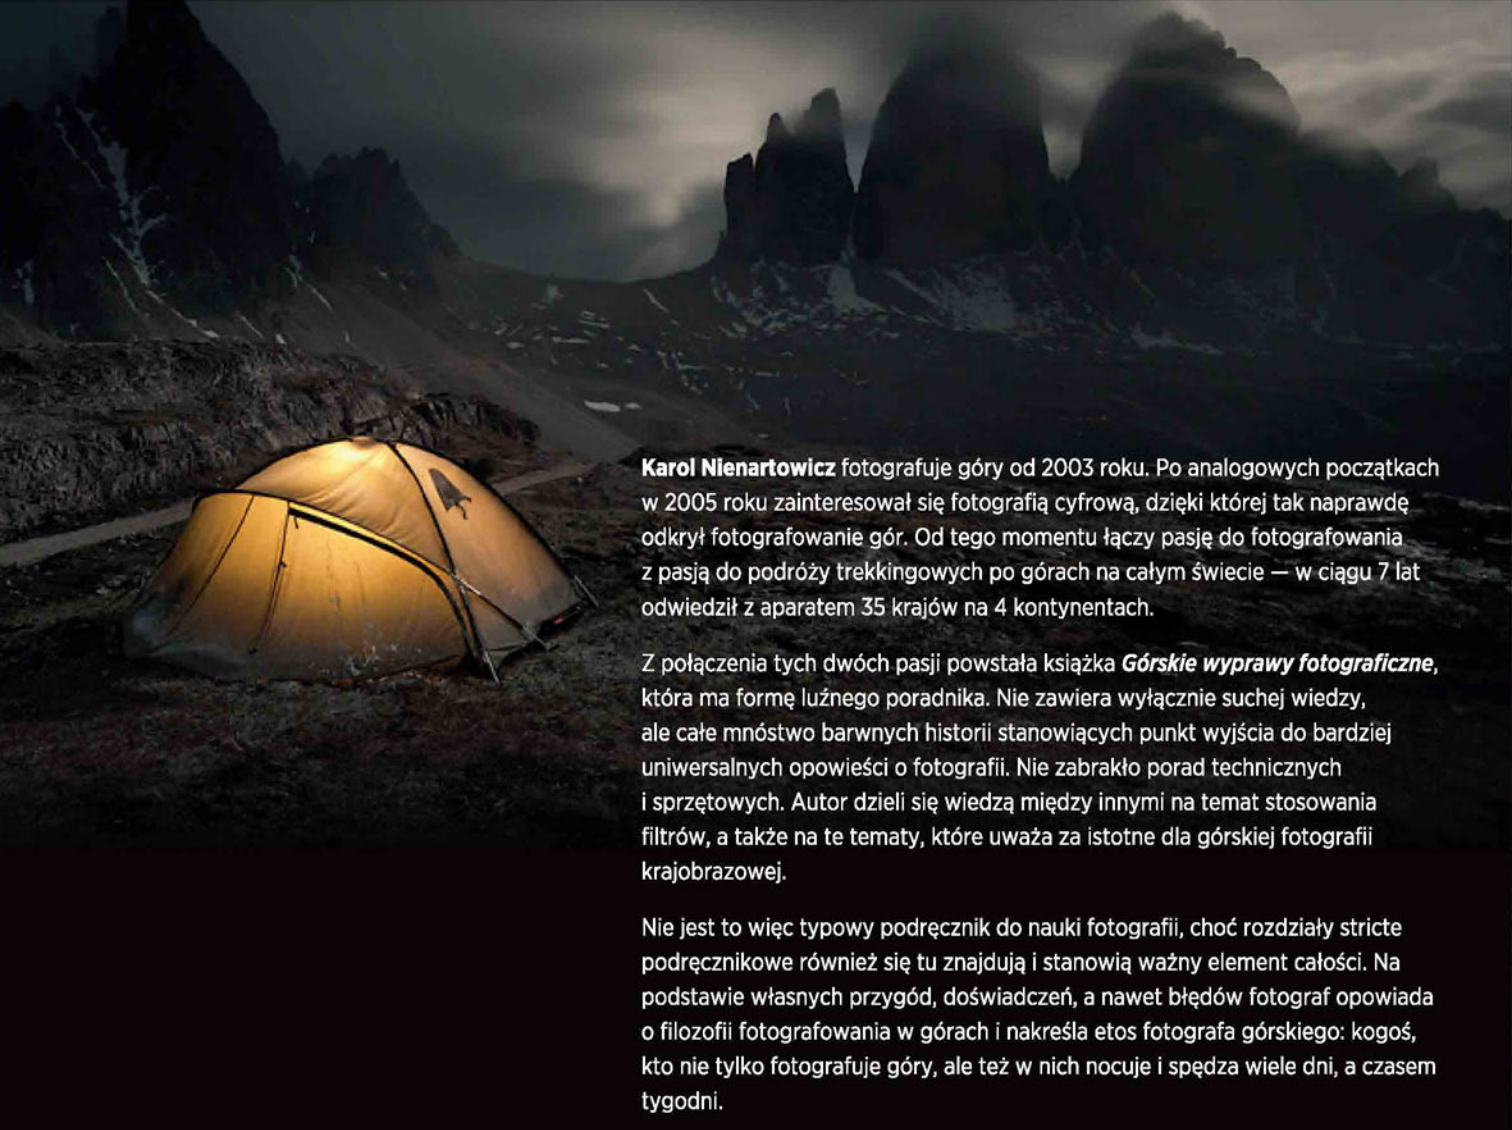 Karol Nienartowicz fotografuje góry od 2003 roku. Po analogowych początkach
w 2005 roku zainteresował się fotografią cyfrową, dzięki której tak naprawdę
odkrył fotografowanie gór. Od tego momentu łączy pasję do fotografowania
z pasją do podróży trekkingowych po górach na całym świecie — w ciągu 7 lat
odwiedził z aparatem 35 krajów na 4 kontynentach.
Z połączenia tych dwóch pasji powstała książka Górskie wyprawy fotograficzne,
która ma formę luźnego poradnika. Nie zawiera wyłącznie suchej wiedzy,
ale całe mnóstwo barwnych historii stanowiących punkt wyjścia do bardziej
uniwersalnych opowieści o fotografii. Nie zabrakło porad technicznych
i sprzętowych. Autor dzieli się wiedzą między innymi na temat stosowania
filtrów, a także na te tematy, które uważa za istotne dla górskiej fotografii
krajobrazowej.
Nie jest to więc typowy podręcznik do nauki fotografii, choć rozdziały stricte
podręcznikowe również się tu znajdują i stanowią ważny element całości. Na
podstawie własnych przygód, doświadczeń, a nawet błędów fotograf opowiada
o filozofii fotografowania w górach i nakreśla etos fotografa górskiego: kogoś,
kto nie tylko fotografuje góry, ale też w nich nocuje i spędza wiele dni, a czasem
tygodni.